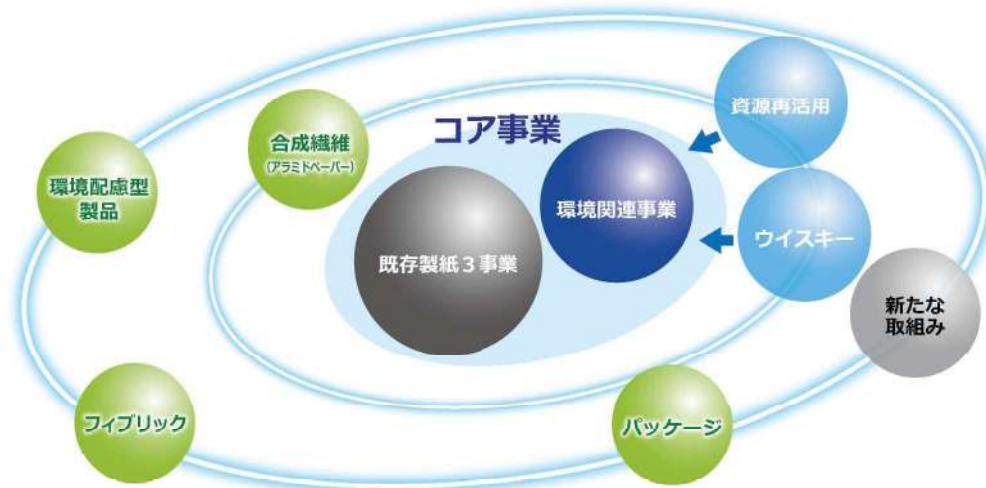 コア事業
資源再活用
合成繊維
(アラミドペーパー)
環境配慮型
製品
環境関連事業
ウイスキー
既存製紙３事業
新たな
取組み
フィブリック
パッケージ